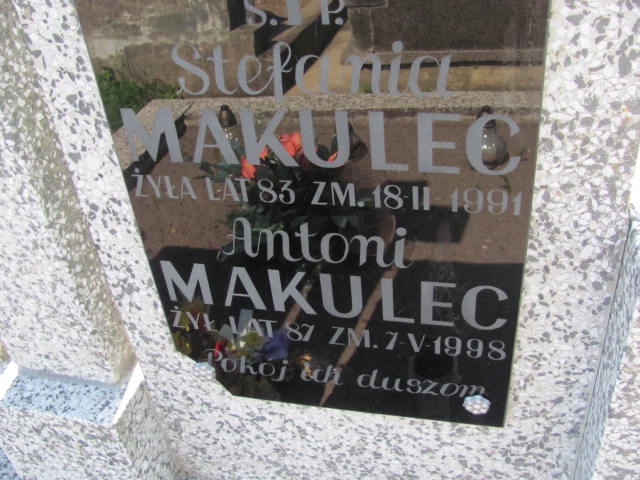 Ś. P.
Stefania
MAKULEC
ŻYŁA LAT 83 ZM. 18-II 1991
Antoni
MAKULEC
ŻYŁ LAT 87 ZM. 7-V-1998
Pokój ich duszom